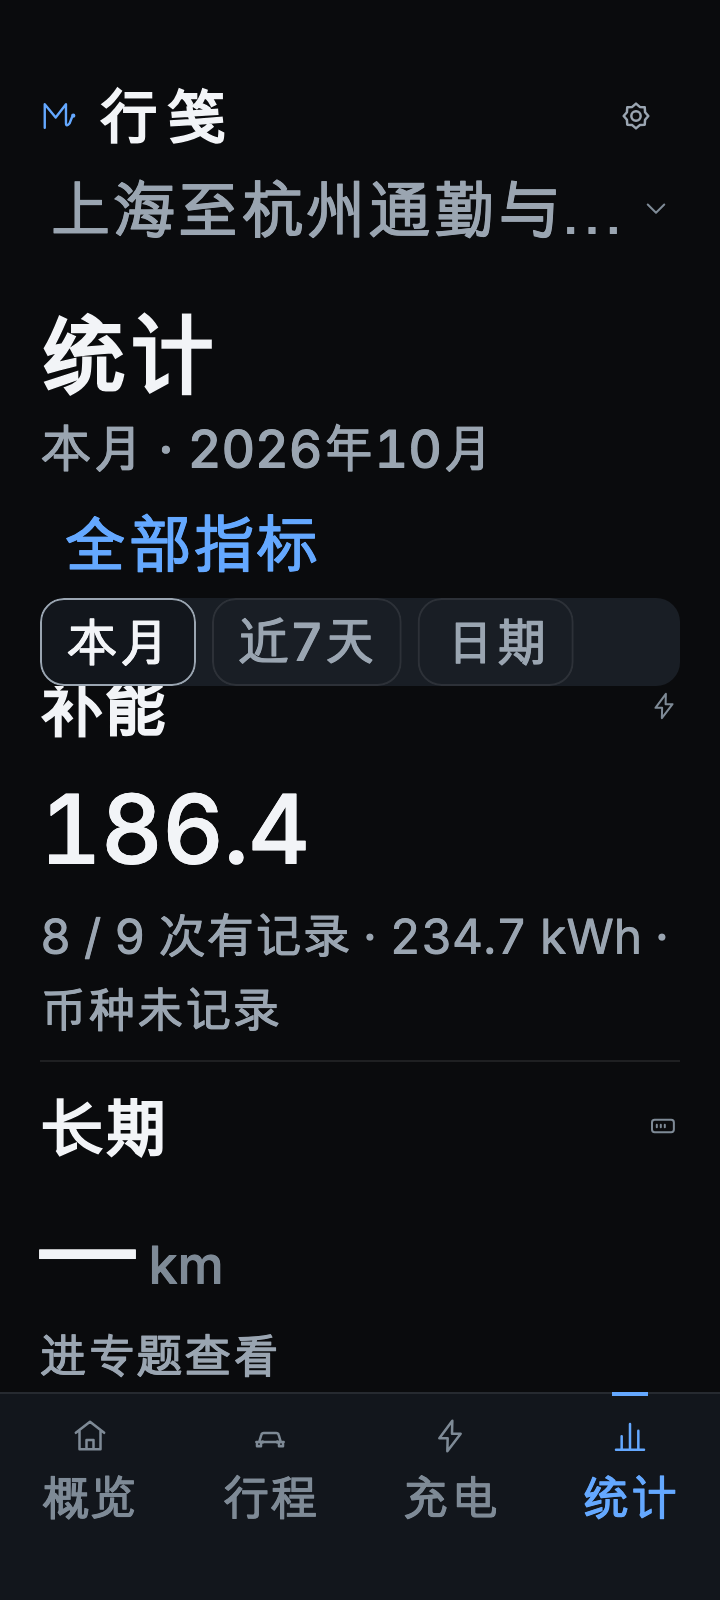 行笺
上海至杭州通勤与...
统计
本月 · 2026年10月
全部指标
本月 近7天 日期
补能
186.4
8 / 9 次有记录 · 234.7 kWh ·
币种未记录
长期
— km
进专题查看
概览 行程 充电 统计